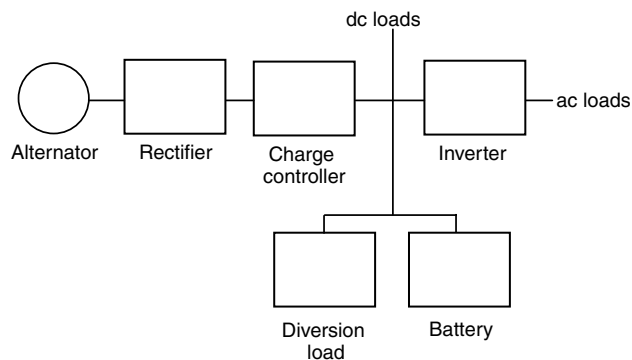 dc loads
ac loads
Alternator
Rectifier
Charge
controller
Inverter
Diversion
load
Battery